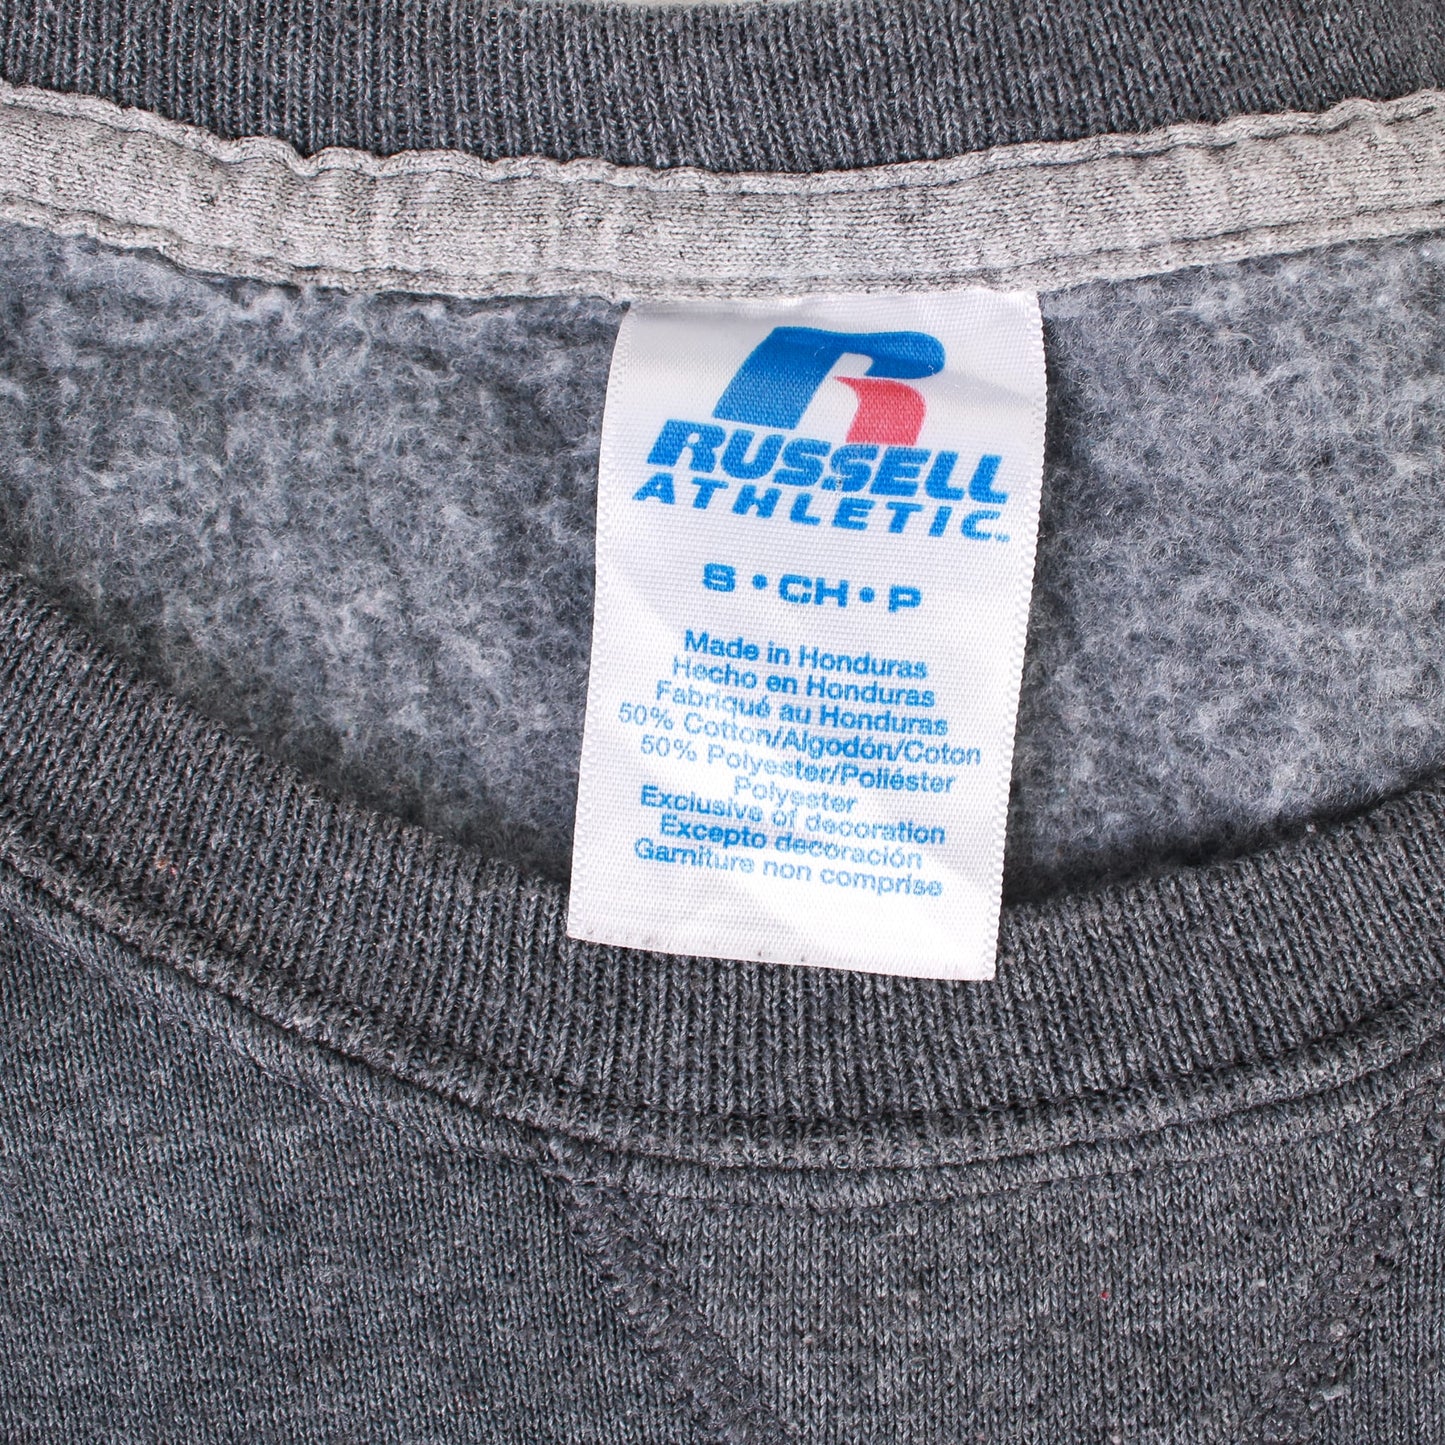 RUSSELL
ATHLETIC™
S • CH • P
Made in Honduras
Hecho en Honduras
Fabriqué au Honduras
50% Cotton/Algodón/Coton
50% Polyester/Poliéster
Polyester
Exclusive of decoration
Excepto decoración
Garniture non comprise